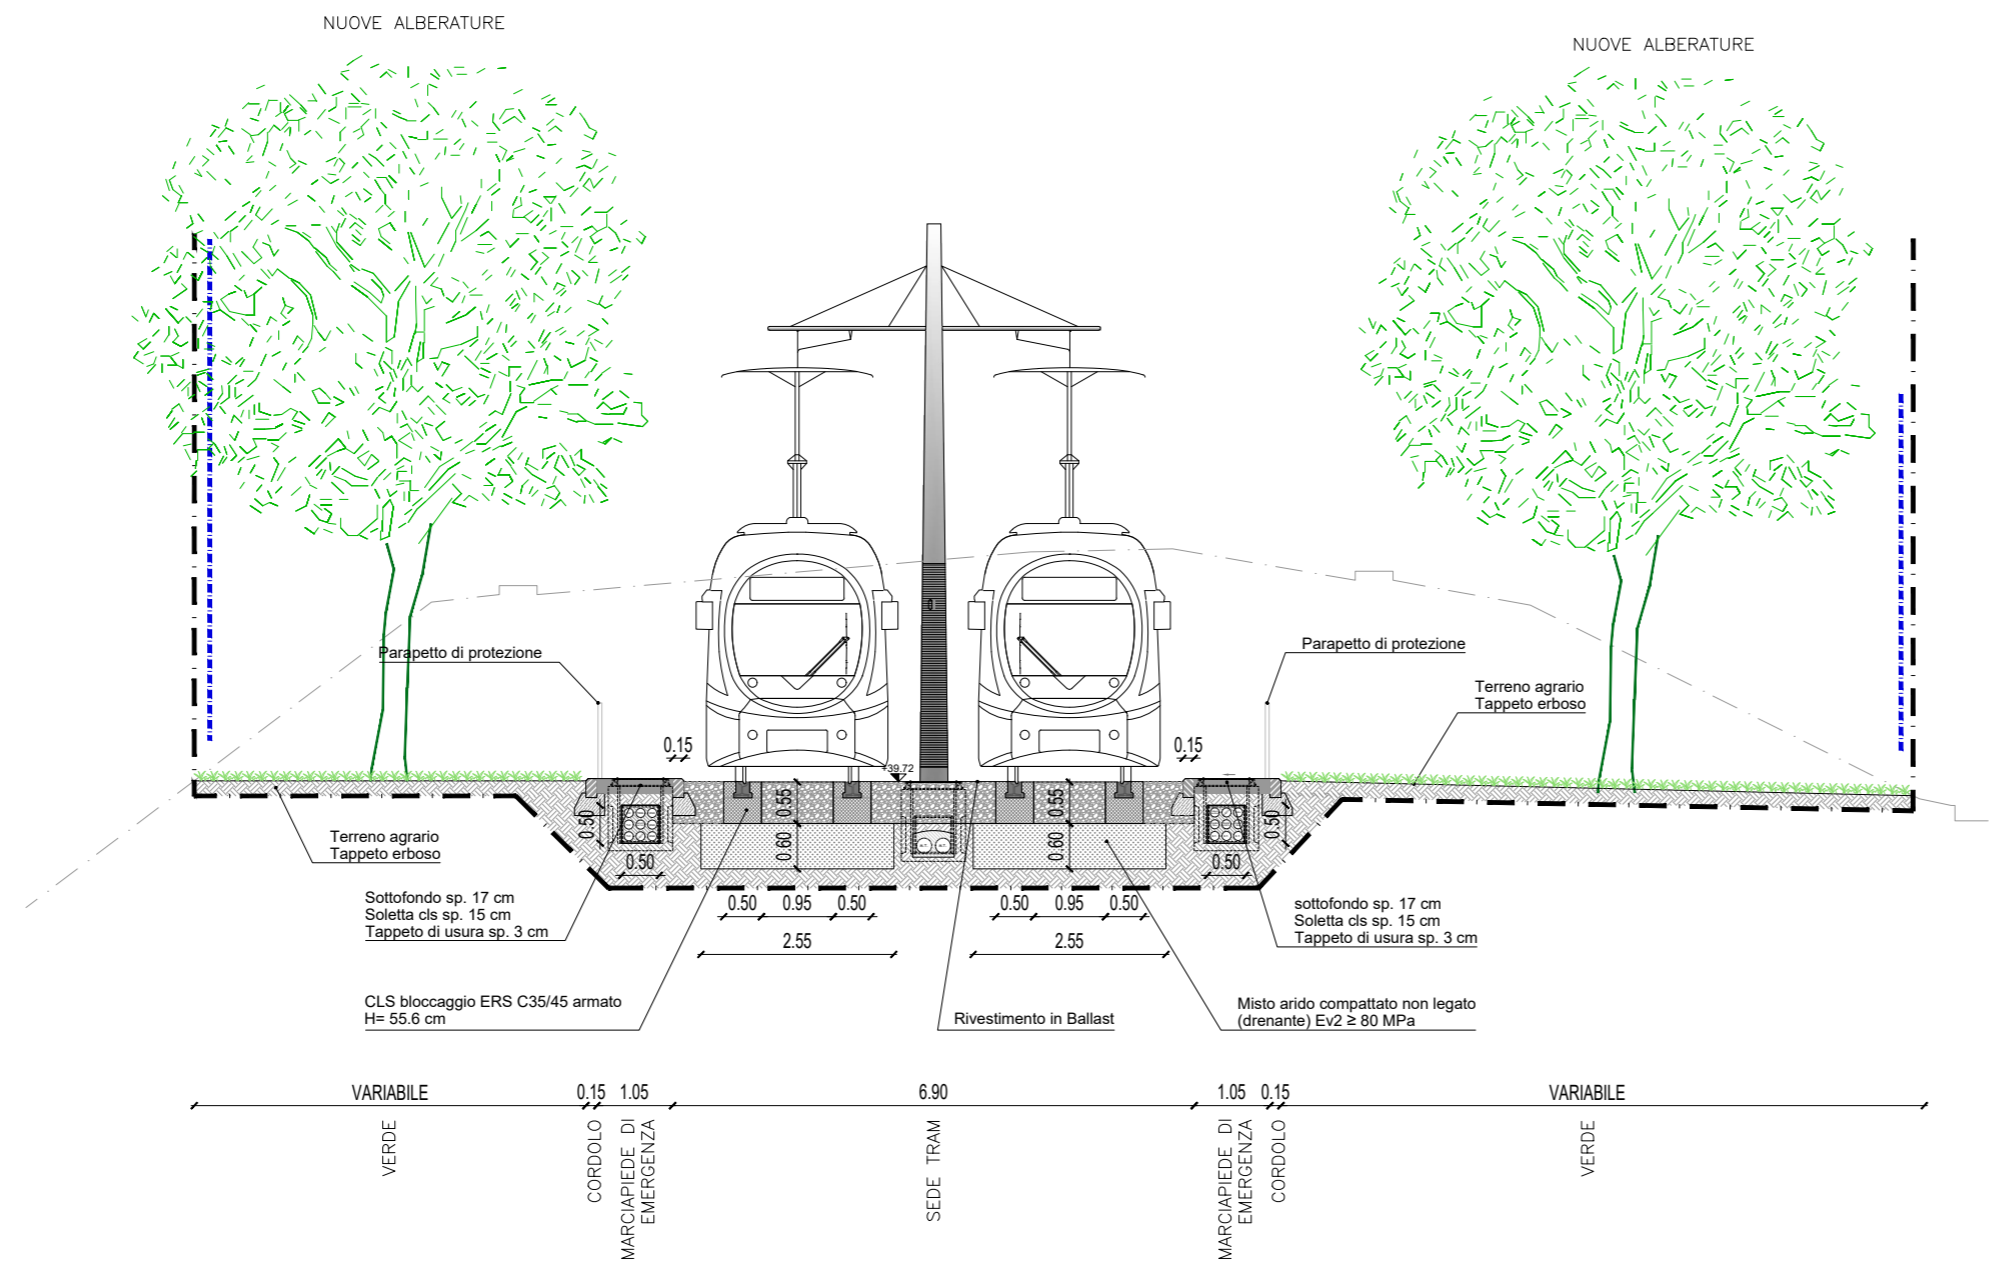 NUOVE ALBERATURE
NUOVE ALBERATURE
Parapetto di protezione
Parapetto di protezione
Terreno agrario
Tappeto erboso
0.15
0.15
+39.72
0.50
0.55
0.55
0.50
0.60
0.60
0.50
0.50
Terreno agrario
Tappeto erboso
Sottofondo sp. 17 cm
Soletta cls sp. 15 cm
Tappeto di usura sp. 3 cm
0.50 0.95 0.50
0.50 0.95 0.50
2.55
2.55
sottofondo sp. 17 cm
Soletta cls sp. 15 cm
Tappeto di usura sp. 3 cm
CLS bloccaggio ERS C35/45 armato
H= 55.6 cm
Rivestimento in Ballast
Misto arido compattato non legato
(drenante) Ev2 ≥ 80 MPa
VARIABILE 0.15 1.05 6.90 1.05 0.15 VARIABILE
VERDE
CORDOLO
MARCIAPIEDE DI
EMERGENZA
SEDE TRAM
MARCIAPIEDE DI
EMERGENZA
CORDOLO
VERDE